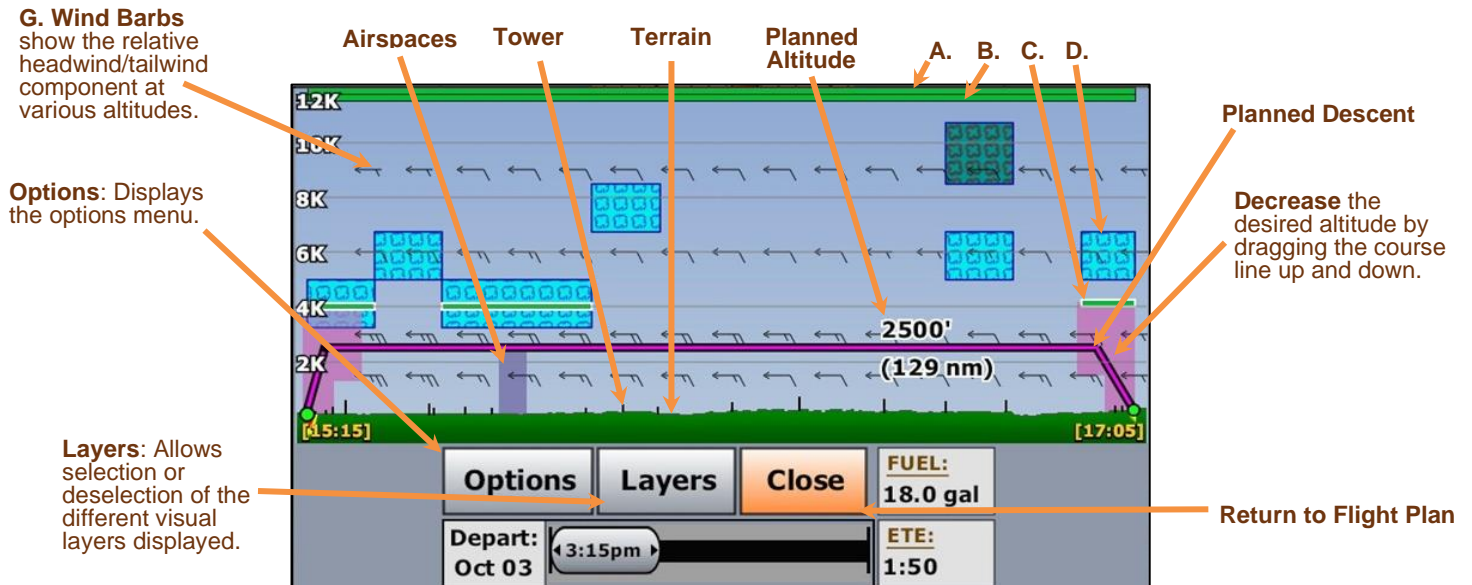 G. Wind Barbs
show the relative
headwind/tailwind
component at
various altitudes.
Airspaces
Tower
Terrain
Planned
Altitude
A.
B.
C.
D.
Planned Descent
Options: Displays
the options menu.
Decrease the
desired altitude by
dragging the course
line up and down.
12K
10K
8K
6K
4K
2K
2500'
(129 nm)
[15:15]
[17:05]
Layers: Allows
selection or
deselection of the
different visual
layers displayed.
Options
Layers
Close
FUEL:
18.0 gal
Return to Flight Plan
Depart:
Oct 03
3:15pm
ETE:
1:50